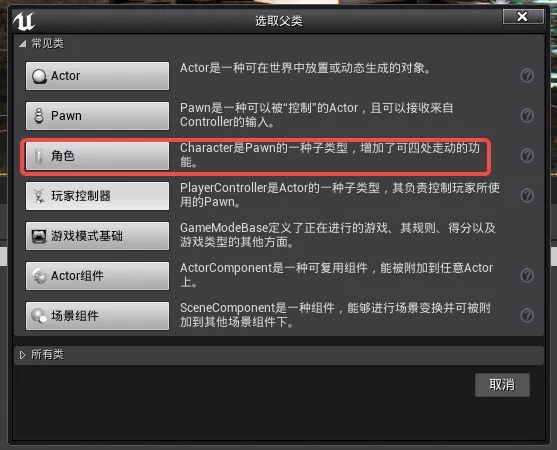 选取父类
常见类
Actor
Actor是一种可在世界中放置或动态生成的对象。
Pawn
Pawn是一种可以被“控制”的Actor，且可以接收来自
Controller的输入。
角色
Character是Pawn的一种子类型，增加了可四处走动的功
能。
玩家控制器
PlayerController是Actor的一种子类型，其负责控制玩家所使
用的Pawn。
游戏模式基础
GameModeBase定义了正在进行的游戏、其规则、得分以及
游戏类型的其他方面。
Actor组件
ActorComponent是一种可复用组件，能被附加到任意Actor
上。
场景组件
SceneComponent是一种组件，能够进行场景变换并可被附
加到其他场景组件下。
所有类
取消